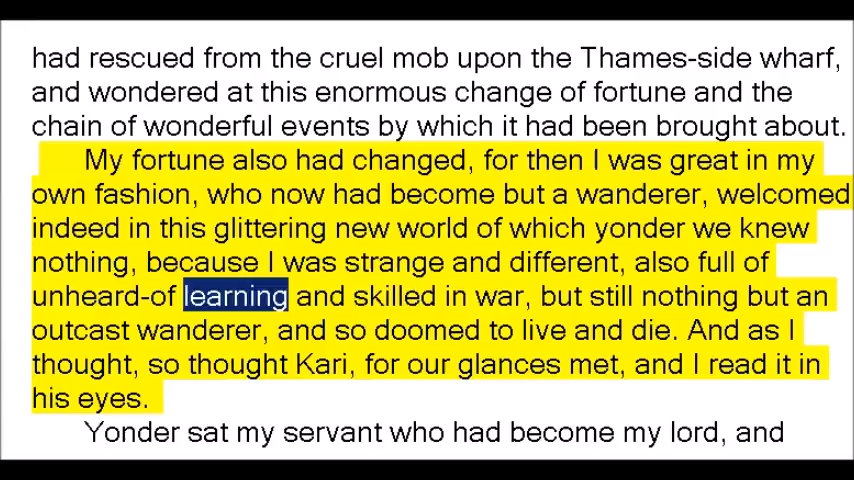 had rescued from the cruel mob upon the Thames-side wharf,
and wondered at this enormous change of fortune and the
chain of wonderful events by which it had been brought about.
My fortune also had changed, for then I was great in my
own fashion, who now had become but a wanderer, welcomed
indeed in this glittering new world of which yonder we knew
nothing, because I was strange and different, also full of
unheard-of learning and skilled in war, but still nothing but an
outcast wanderer, and so doomed to live and die. And as I
thought, so thought Kari, for our glances met, and I read it in
his eyes.
Yonder sat my servant who had become my lord, and